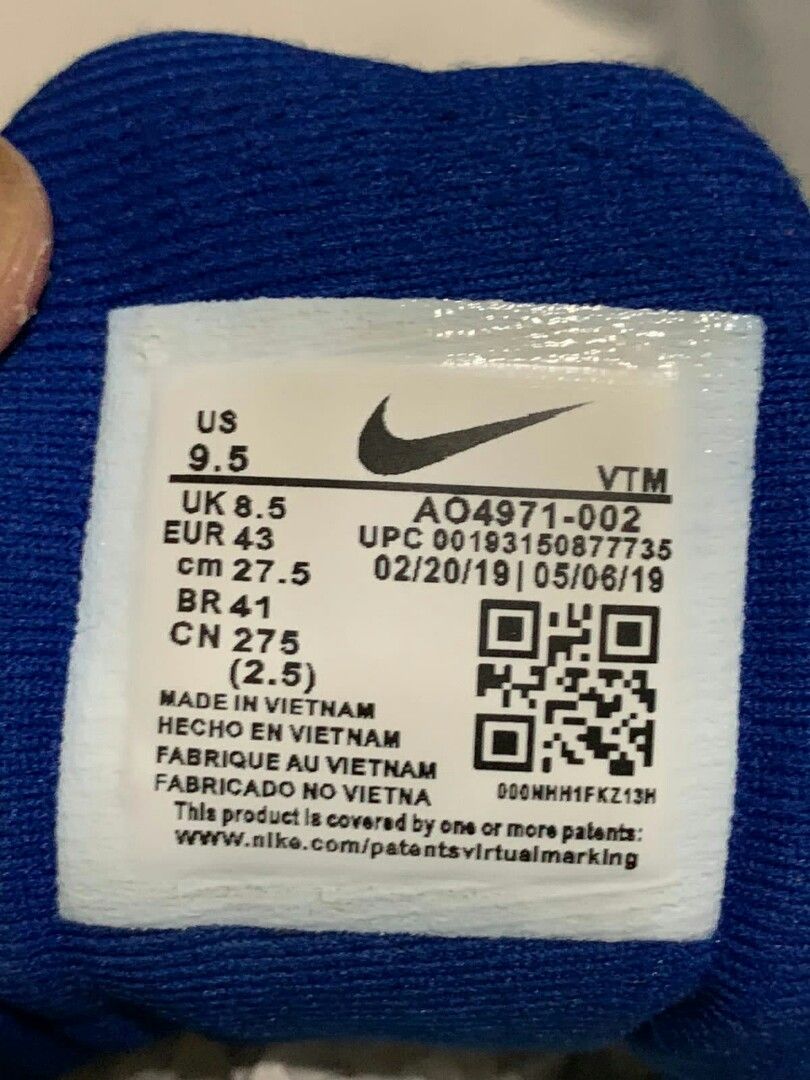 US
9.5
VTM
UK 8.5
AO4971-002
EUR 43
UPC 00193150877735
cm 27.5
02/20/19 | 05/06/19
BR 41
CN 275
(2.5)
MADE IN VIETNAM
HECHO EN VIETNAM
FABRIQUE AU VIETNAM
FABRICADO NO VIETNA
000NHH1FKZ13H
This product is covered by one or more patents:
www.nike.com/patentsvirtualmarking